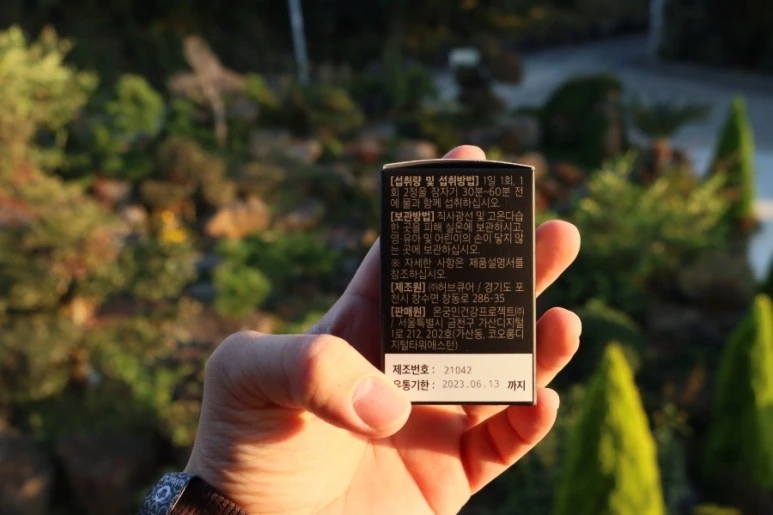 [섭취량 및 섭취방법] 1일 1회, 1
회 2정을 잠자기 30분~60분 전
에 물과 함께 섭취하십시오.
[보관방법] 직사광선 및 고온다습
한 곳을 피해 실온에 보관하시고,
영·유아 및 어린이의 손이 닿지 않
는 곳에 보관하십시오.
※ 자세한 사항은 제품설명서를
참조하십시오.
[제조원] ㈜허브큐어 / 경기도 포
천시 창수면 창동로 286-35
[판매원] 온궁인건강프로젝트㈜
/ 서울특별시 금천구 가산디지털
1로 212, 202호(가산동, 코오롱디
지털타워애스턴)
제조번호 : 21042
유통기한 : 2023.06.13 까지